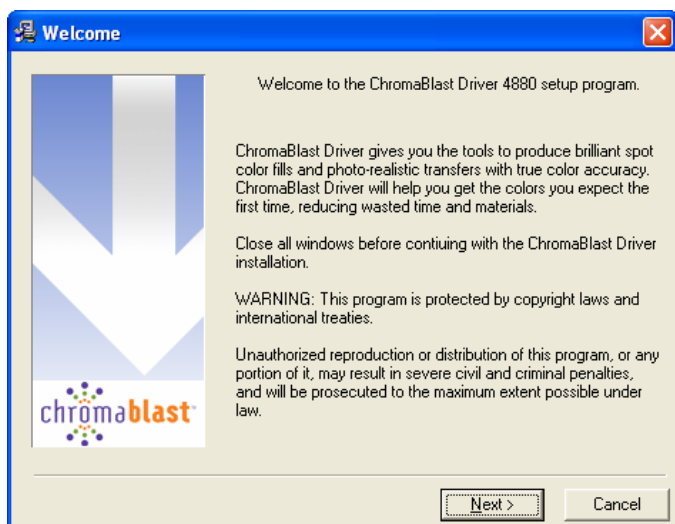 Welcome
Welcome to the ChromaBlast Driver 4880 setup program.
ChromaBlast Driver gives you the tools to produce brilliant spot
color fills and photo-realistic transfers with true color accuracy.
ChromaBlast Driver will help you get the colors you expect the
first time, reducing wasted time and materials.
Close all windows before contiuing with the ChromaBlast Driver
installation.
WARNING: This program is protected by copyright laws and
international treaties.
Unauthorized reproduction or distribution of this program, or any
portion of it, may result in severe civil and criminal penalties,
and will be prosecuted to the maximum extent possible under
law.
chromablast
Next >
Cancel